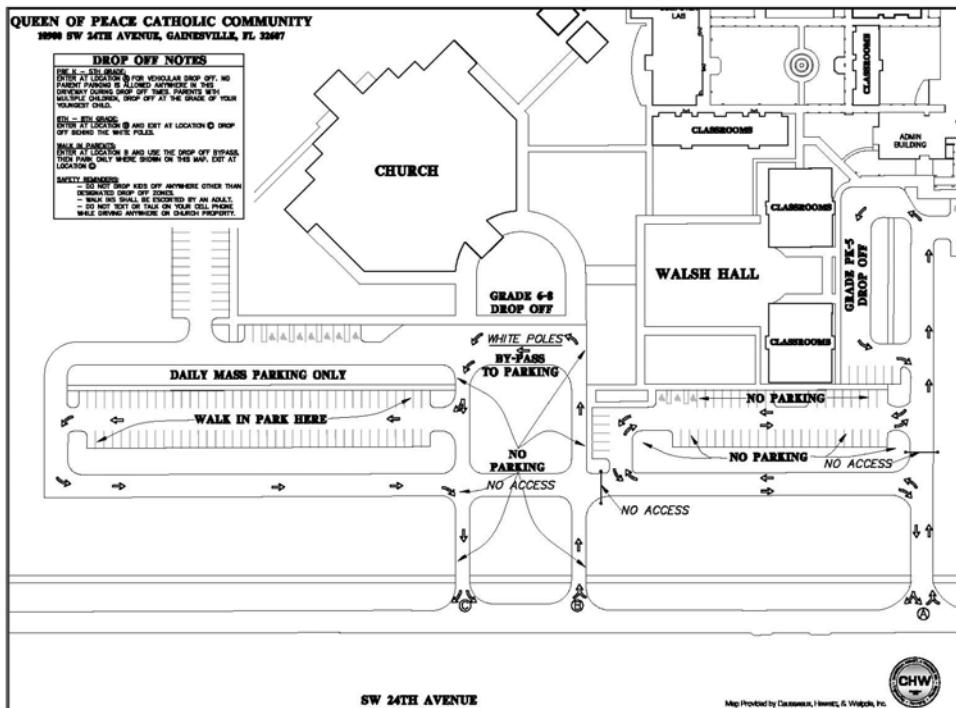 QUEEN OF PEACE CATHOLIC COMMUNITY
10900 SW 24TH AVENUE, GAINESVILLE, FL 32607
DROP OFF NOTES
PRE K - 5TH GRADE:
ENTER AT LOCATION Ⓐ FOR VEHICULAR DROP OFF. NO
PARENT PARKING IS ALLOWED ANYWHERE IN THIS
DRIVEWAY DURING DROP OFF TIMES. PARENTS WITH
MULTIPLE CHILDREN, DROP OFF AT THE GRADE OF YOUR
YOUNGEST CHILD.
6TH - 8TH GRADE:
ENTER AT LOCATION Ⓑ AND EXIT AT LOCATION Ⓒ DROP
OFF BEHIND THE WHITE POLES.
WALK IN PARENTS:
ENTER AT LOCATION B AND USE THE DROP OFF BYPASS,
THEN PARK ONLY WHERE SHOWN ON THIS MAP. EXIT AT
LOCATION Ⓒ
SAFETY REMINDERS:
- DO NOT DROP KIDS OFF ANYWHERE OTHER THAN
DESIGNATED DROP OFF ZONES.
- WALK INS SHALL BE ESCORTED BY AN ADULT.
- DO NOT TEXT OR TALK ON YOUR CELL PHONE
WHILE DRIVING ANYWHERE ON CHURCH PROPERTY.
LAB
CLASSROOMS
CLASSROOMS
ADMIN
BUILDING
CHURCH
CLASSROOMS
WALSH HALL
GRADE PK-5
DROP OFF
GRADE 6-8
DROP OFF
WHITE POLES
CLASSROOMS
BY-PASS
TO PARKING
DAILY MASS PARKING ONLY
NO PARKING
WALK IN PARK HERE
NO
PARKING
NO PARKING
NO ACCESS
NO ACCESS
NO ACCESS
C
B
A
SW 24TH AVENUE
CHW
Map Provided by Causseaux, Hewett, & Walpole, Inc.